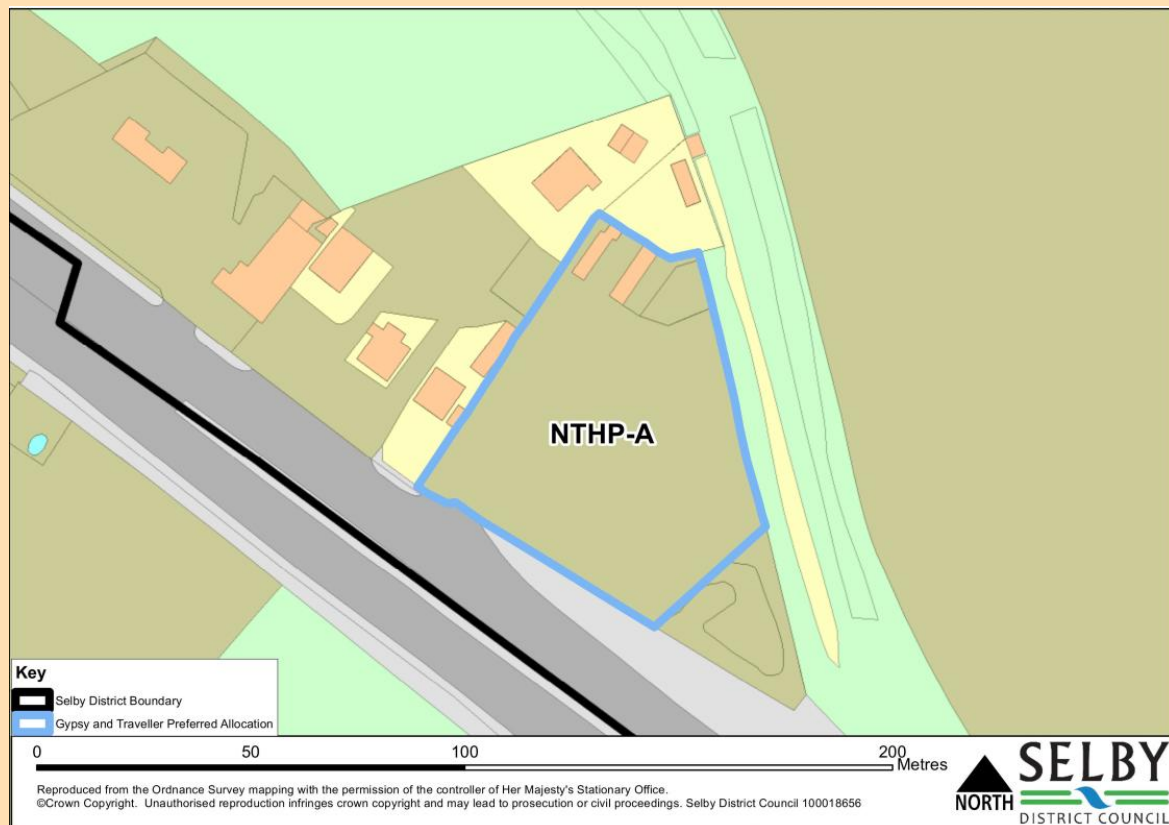 NTHP-A
Key
Selby District Boundary
Gypsy and Traveller Preferred Allocation
0 50 100 200 Metres
Reproduced from the Ordnance Survey mapping with the permission of the controller of Her Majesty's Stationary Office.
©Crown Copyright. Unauthorised reproduction infringes crown copyright and may lead to prosecution or civil proceedings. Selby District Council 100018656
NORTH
SELBY
DISTRICT COUNCIL